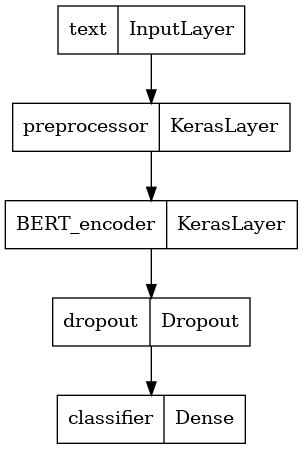 text InputLayer
preprocessor KerasLayer
BERT_encoder KerasLayer
dropout Dropout
classifier Dense